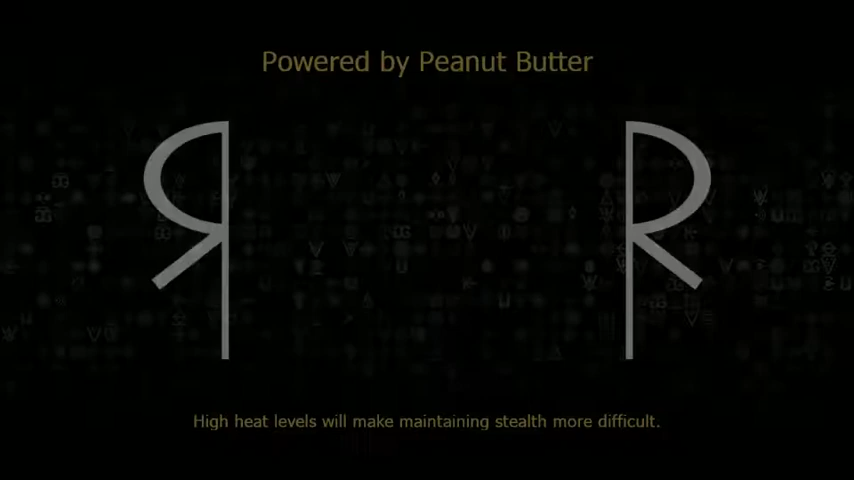 Powered by Peanut Butter
R R
High heat levels will make maintaining stealth more difficult.